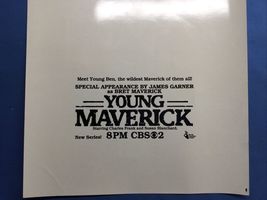 Meet Young Ben, the wildest Maverick of them all!
SPECIAL APPEARANCE BY JAMES GARNER
as BRET MAVERICK
YOUNG
MAVERICK
Starring Charles Frank and Susan Blanchard.
New Series! 8PM CBS 2